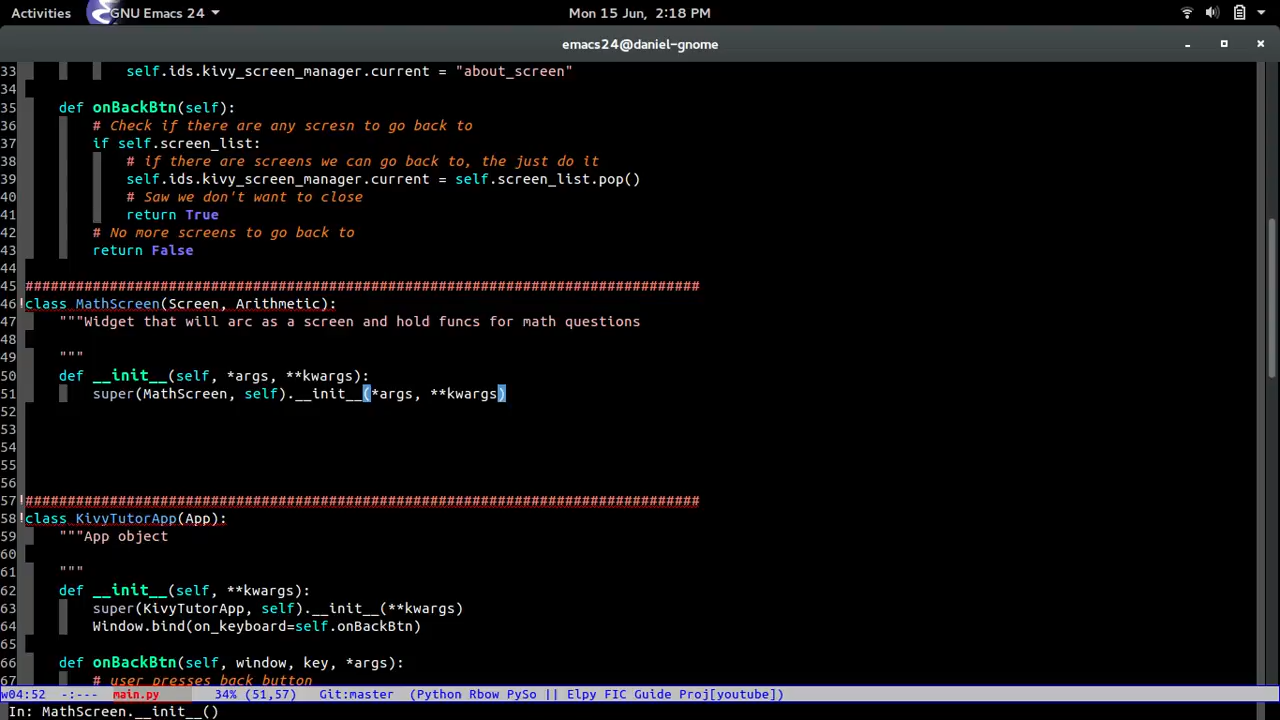 Activities GNU Emacs 24 Mon 15 Jun, 2:18 PM
emacs24@daniel-gnome
33 self.ids.kivy_screen_manager.current = "about_screen"
34
35 def onBackBtn(self):
36 # Check if there are any scresn to go back to
37 if self.screen_list:
38 # if there are screens we can go back to, the just do it
39 self.ids.kivy_screen_manager.current = self.screen_list.pop()
40 # Saw we don't want to close
41 return True
42 # No more screens to go back to
43 return False
44
45 ################################################################################
46 !class MathScreen(Screen, Arithmetic):
47 """Widget that will arc as a screen and hold funcs for math questions
48
49 """
50 def __init__(self, *args, **kwargs):
51 super(MathScreen, self).__init__(*args, **kwargs)
52
53
54
55
56
57 !################################################################################
58 !class KivyTutorApp(App):
59 """App object
60
61 """
62 def __init__(self, **kwargs):
63 super(KivyTutorApp, self).__init__(**kwargs)
64 Window.bind(on_keyboard=self.onBackBtn)
65
66 def onBackBtn(self, window, key, *args):
67 # user presses back button
w04:52 -:--- main.py 34% (51,57) Git:master (Python Rbow PySo || Elpy FIC Guide Proj[youtube])
In: MathScreen.__init__()